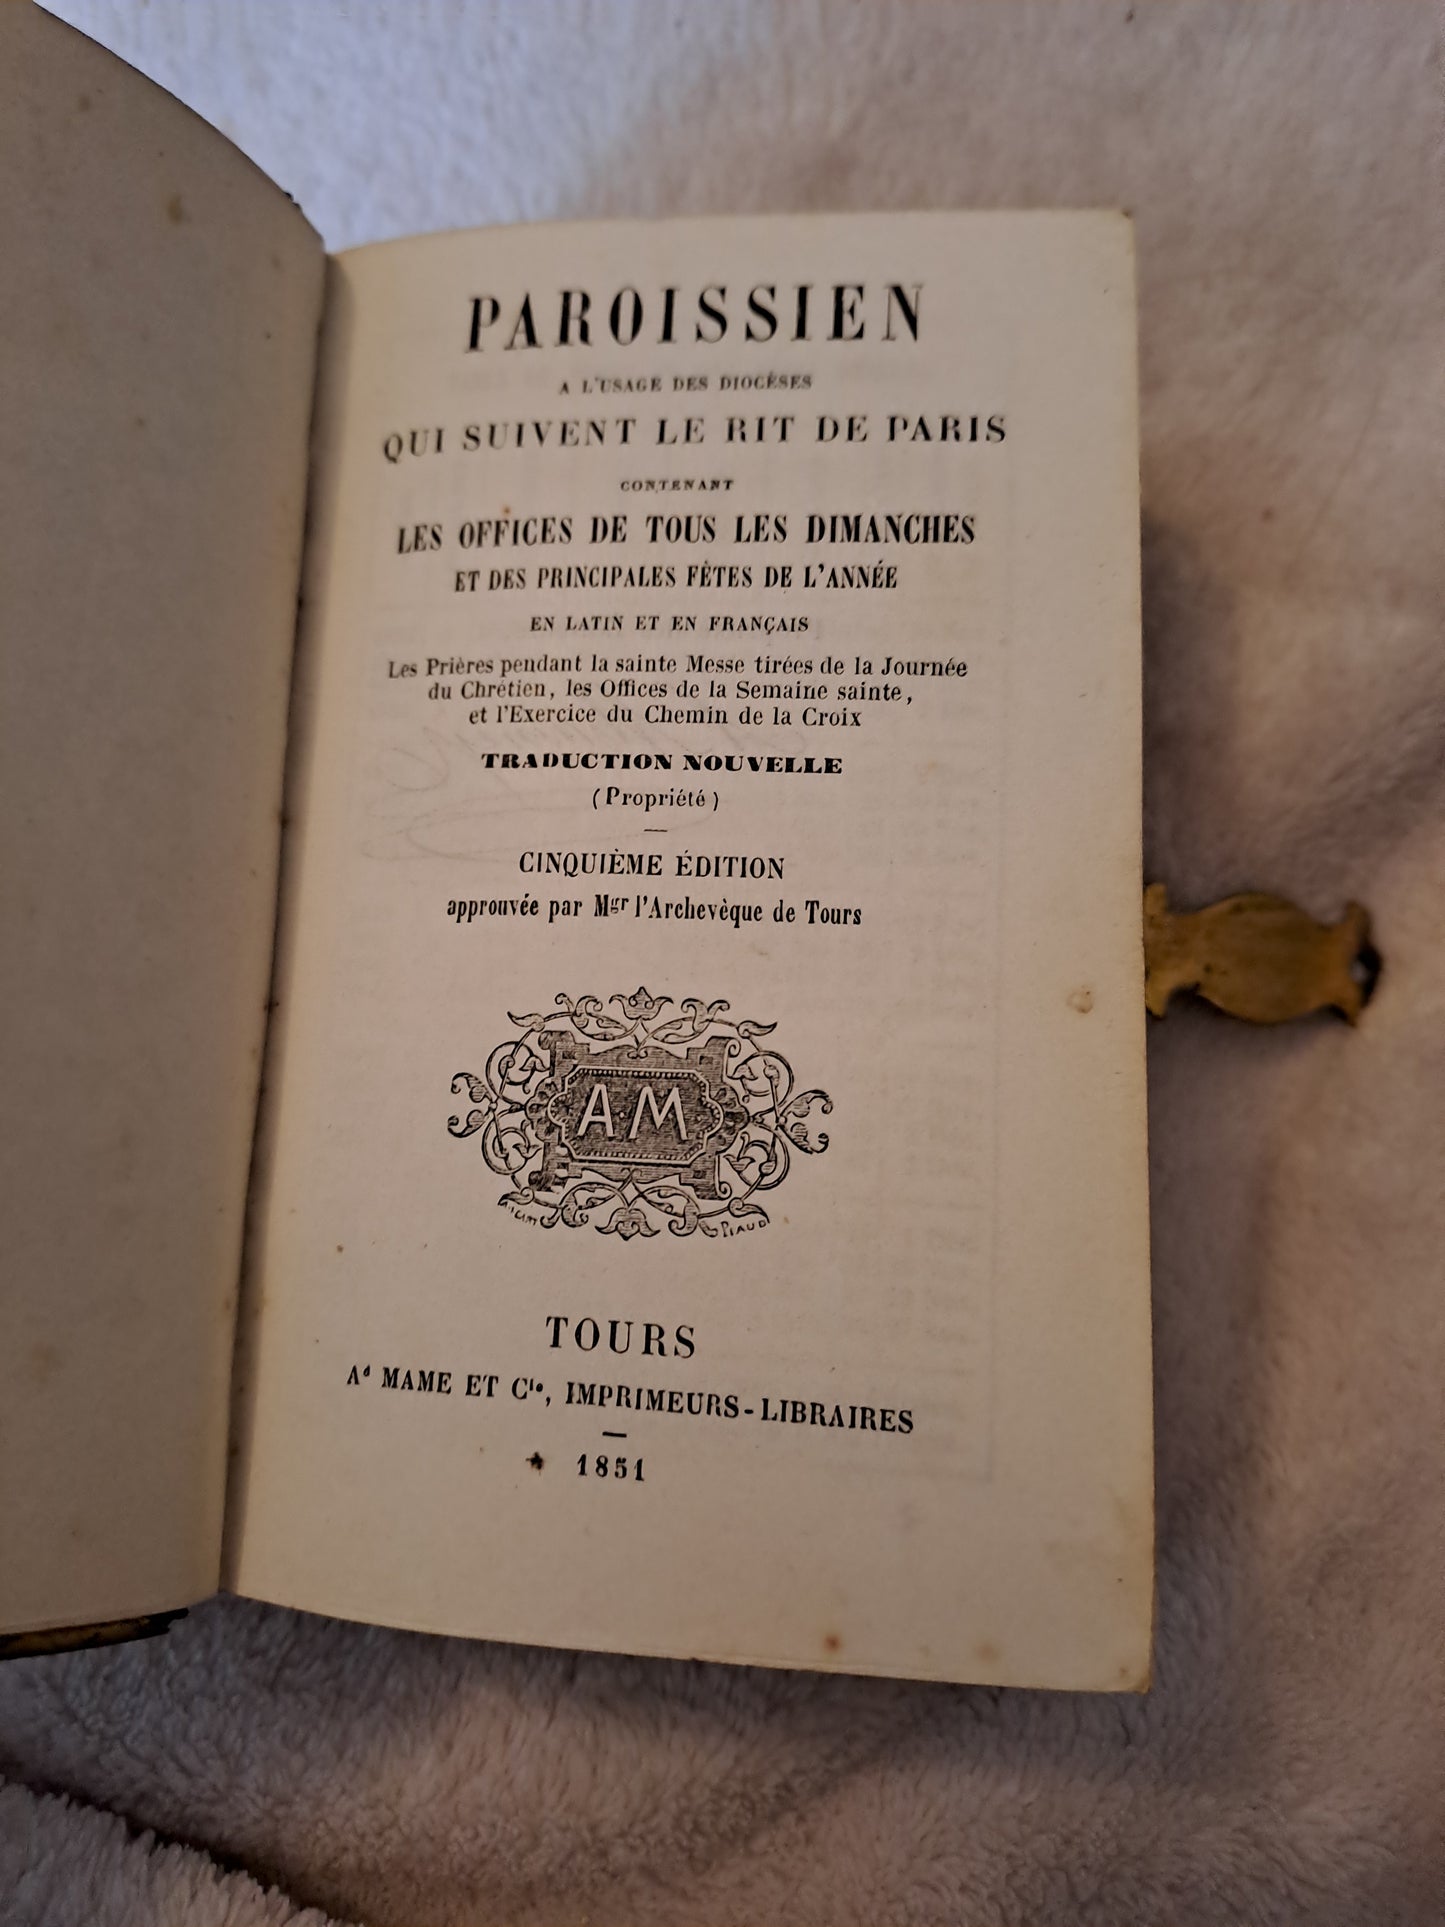 PAROISSIEN
A L'USAGE DES DIOCÈSES
QUI SUIVENT LE RIT DE PARIS
CONTENANT
LES OFFICES DE TOUS LES DIMANCHES
ET DES PRINCIPALES FÊTES DE L'ANNÉE
EN LATIN ET EN FRANÇAIS
Les Prières pendant la sainte Messe tirées de la Journée
du Chrétien, les Offices de la Semaine sainte,
et l'Exercice du Chemin de la Croix
TRADUCTION NOUVELLE
(Propriété)
CINQUIÈME ÉDITION
approuvée par Mgr l'Archevèque de Tours
A·M
PIAUD
TOURS
Ad MAME ET Cie, IMPRIMEURS-LIBRAIRES
1851